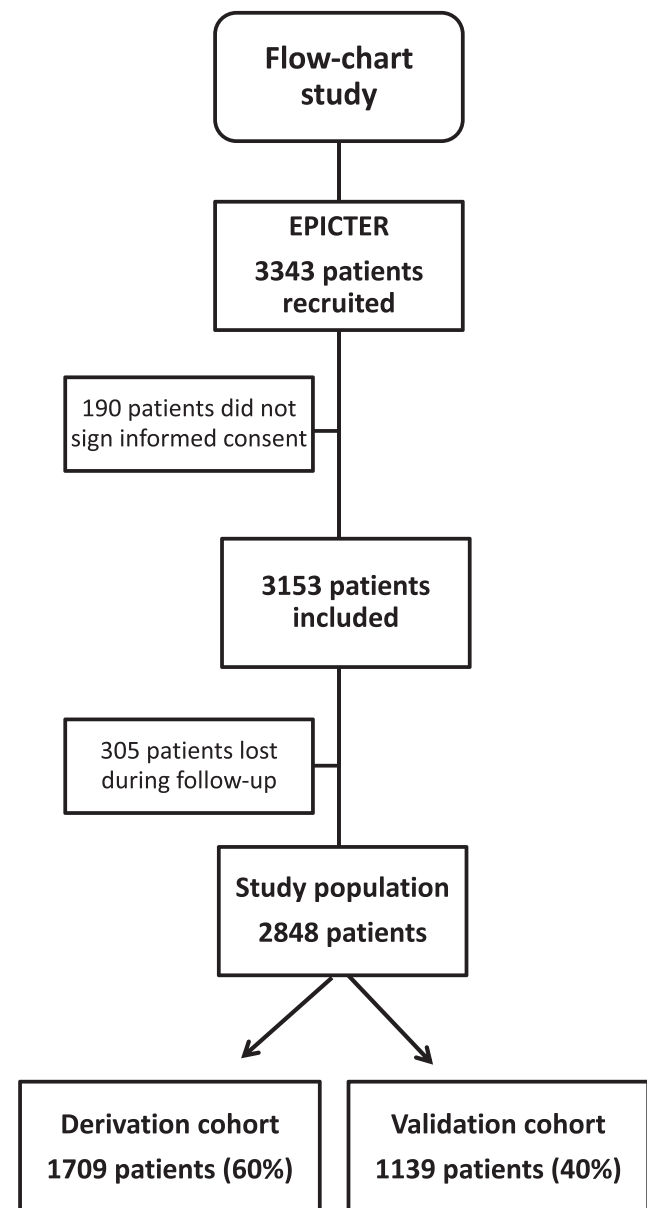 Flow-chart
study
EPICTER
3343 patients
recruited
190 patients did not
sign informed consent
3153 patients
included
305 patients lost
during follow-up
Study population
2848 patients
Derivation cohort
1709 patients (60%)
Validation cohort
1139 patients (40%)